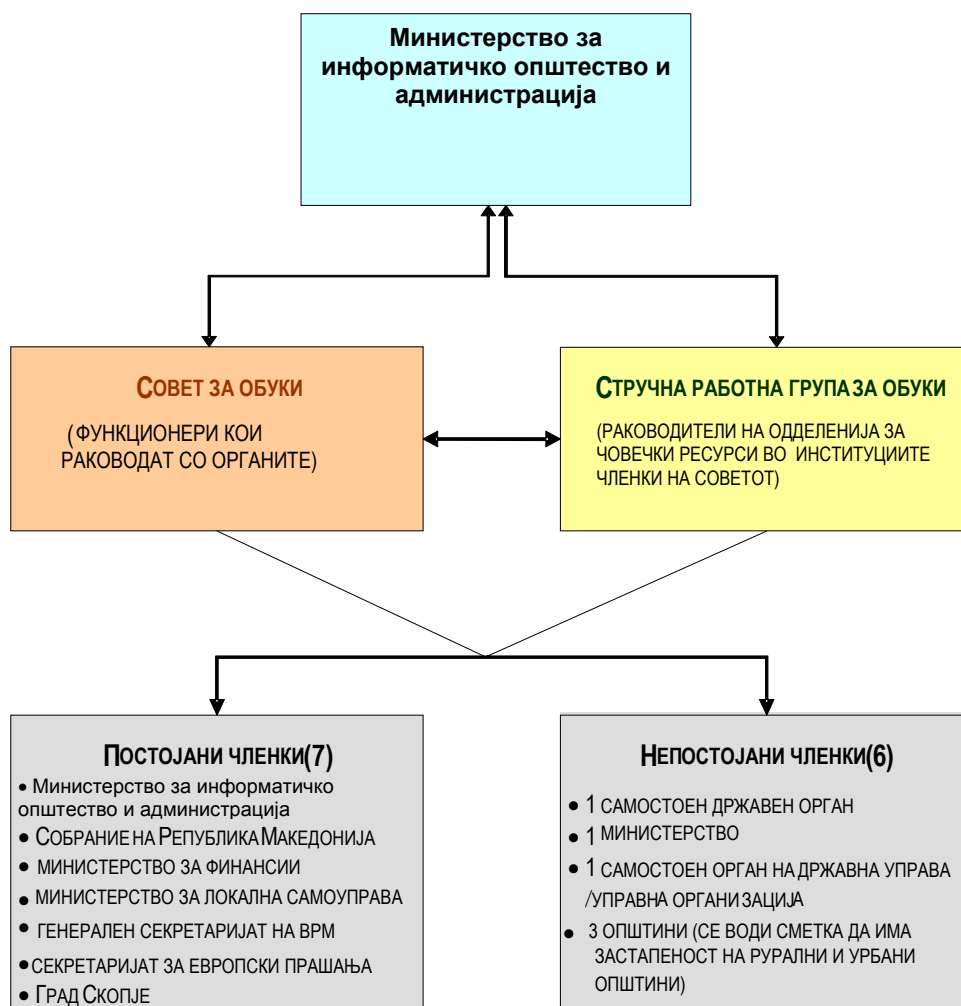 Министерство за
информатичко општество и
администрација
СОВЕТ ЗА ОБУКИ
(ФУНКЦИОНЕРИ КОИ
РАКОВОДАТ СО ОРГАНИТЕ)
СТРУЧНА РАБОТНА ГРУПА ЗА ОБУКИ
(РАКОВОДИТЕЛИ НА ОДДЕЛЕНИЈА ЗА
ЧОВЕЧКИ РЕСУРСИ ВО ИНСТИТУЦИИТЕ
ЧЛЕНКИ НА СОВЕТОТ)
ПОСТОЈАНИ ЧЛЕНКИ(7)
• Министерство за информатичко
општество и администрација
• СОБРАНИЕ НА РЕПУБЛИКА МАКЕДОНИЈА
• МИНИСТЕРСТВО ЗА ФИНАНСИИ
• МИНИСТЕРСТВО ЗА ЛОКАЛНА САМОУПРАВА
• ГЕНЕРАЛЕН СЕКРЕТАРИЈАТ НА ВРМ
• СЕКРЕТАРИЈАТ ЗА ЕВРОПСКИ ПРАШАЊА
• ГРАД СКОПЈЕ
НЕПОСТОЈАНИ ЧЛЕНКИ(6)
• 1 САМОСТОЕН ДРЖАВЕН ОРГАН
• 1 МИНИСТЕРСТВО
• 1 САМОСТОЕН ОРГАН НА ДРЖАВНА УПРАВА
/УПРАВНА ОРГАНИЗАЦИЈА
• 3 ОПШТИНИ (СЕ ВОДИ СМЕТКА ДА ИМА
ЗАСТАПЕНОСТ НА РУРАЛНИ И УРБАНИ
ОПШТИНИ)